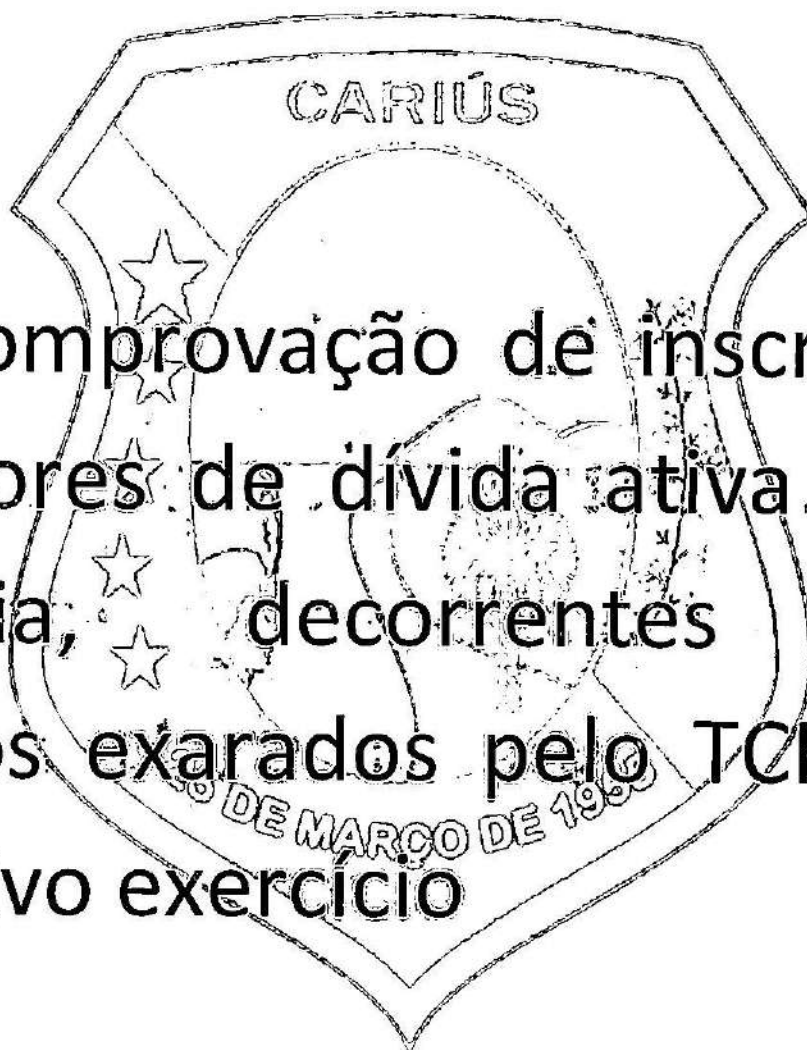 CARIÚS
omprovação de inscr
ores de dívida ativa.
ia, decorrentes
os exarados pelo TC
DE MARÇO DE 19
vo exercício